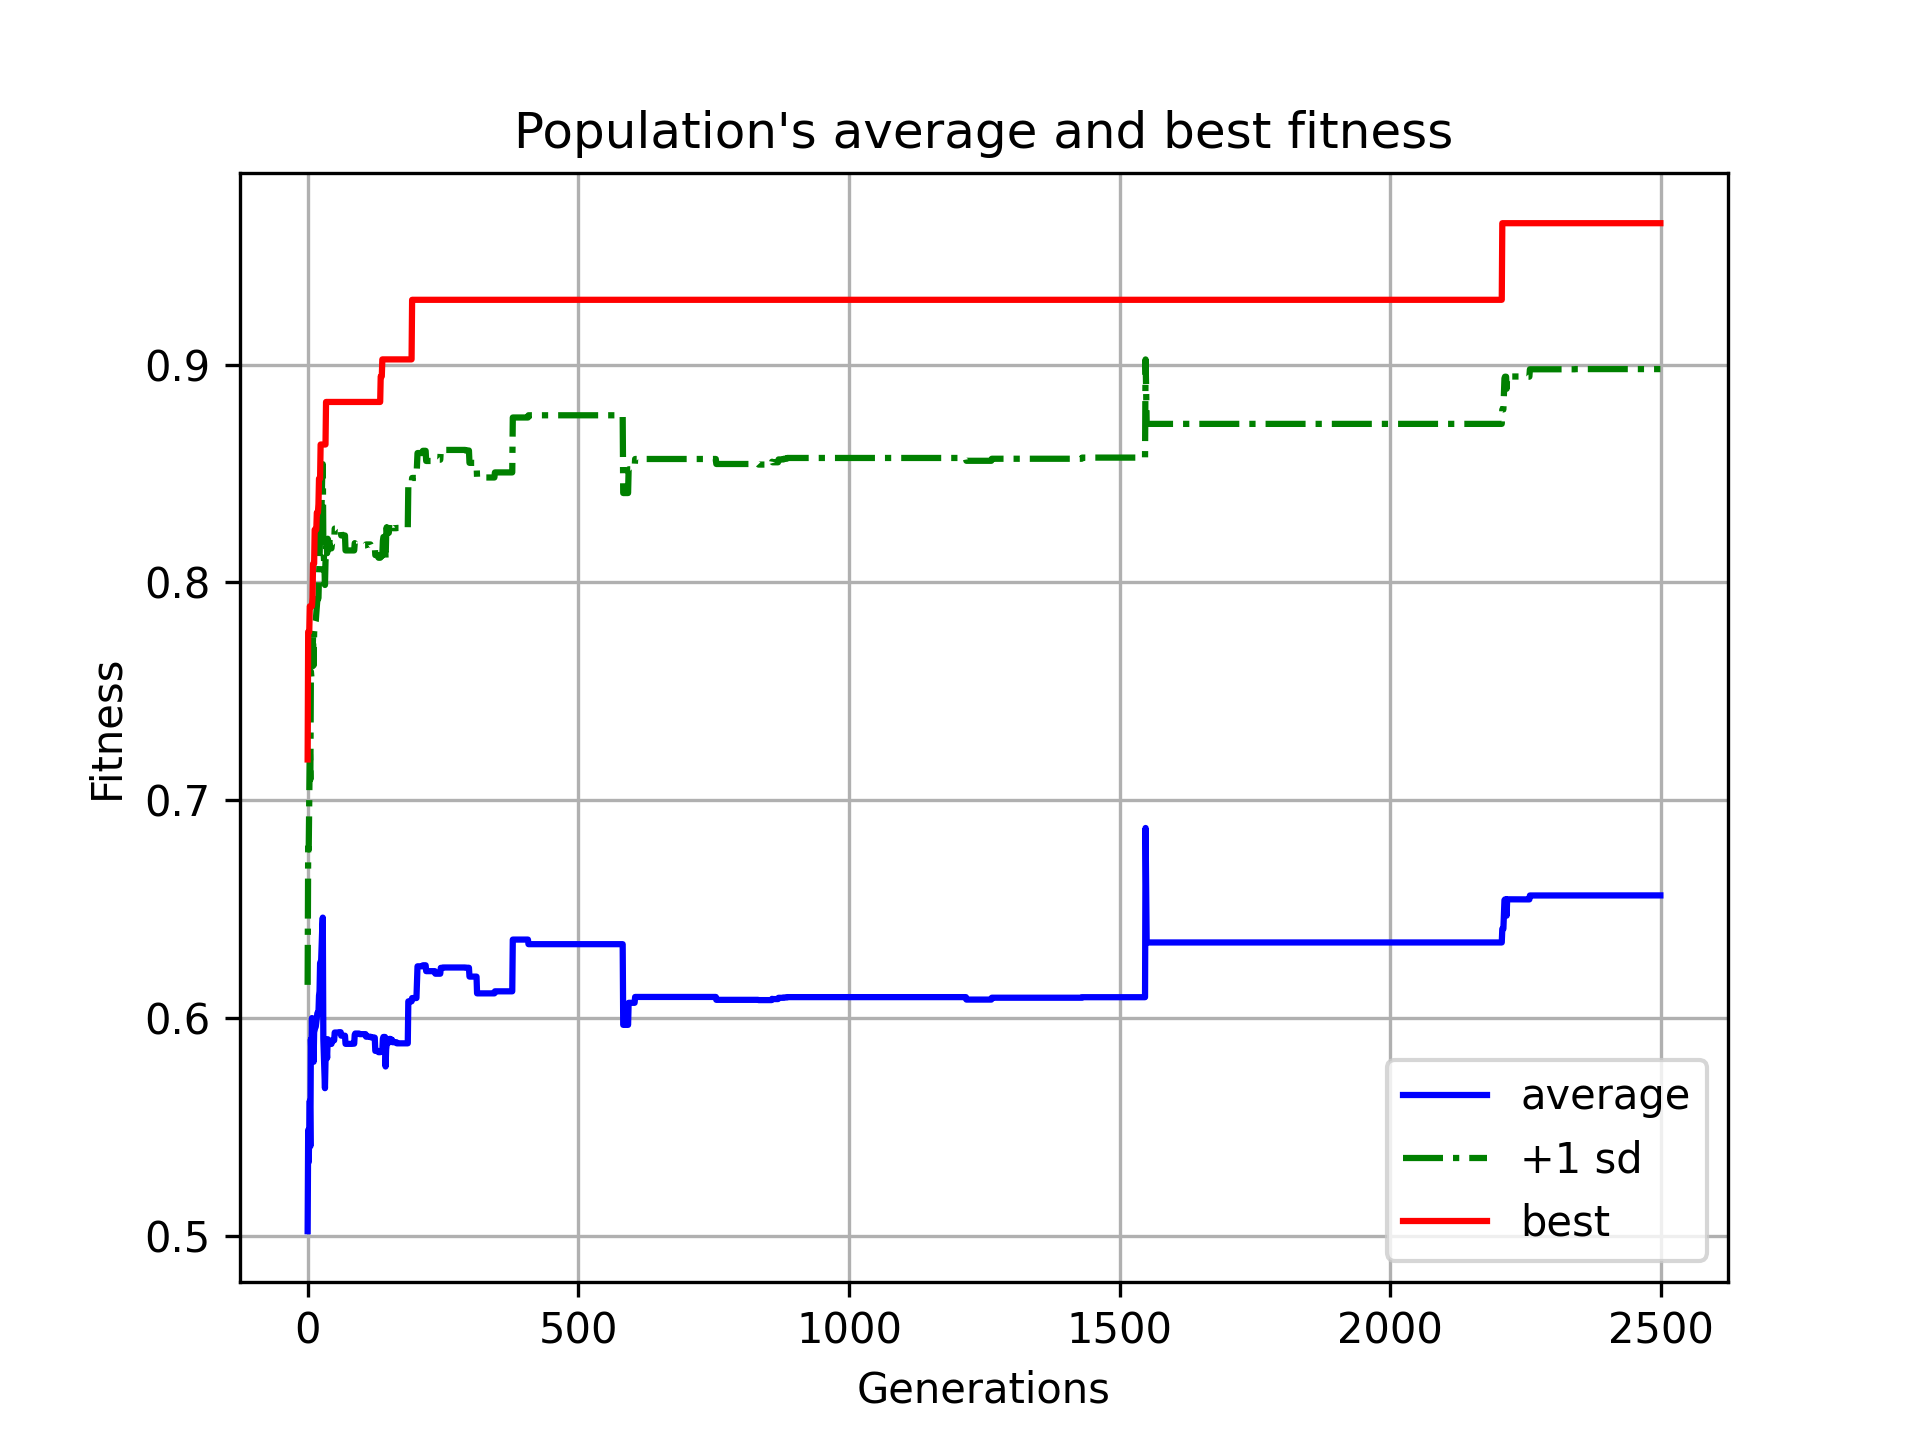 Population's average and best fitness
0.9
0.8
0.7
0.6
0.5
Fitness
0 500 1000 1500 2000 2500
Generations
average
+1 sd
best